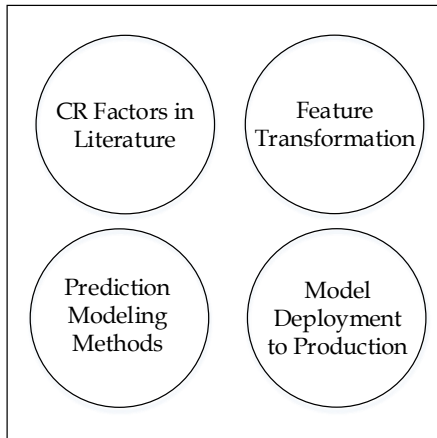 CR Factors in
Literature
Feature
Transformation
Prediction
Modeling
Methods
Model
Deployment
to Production